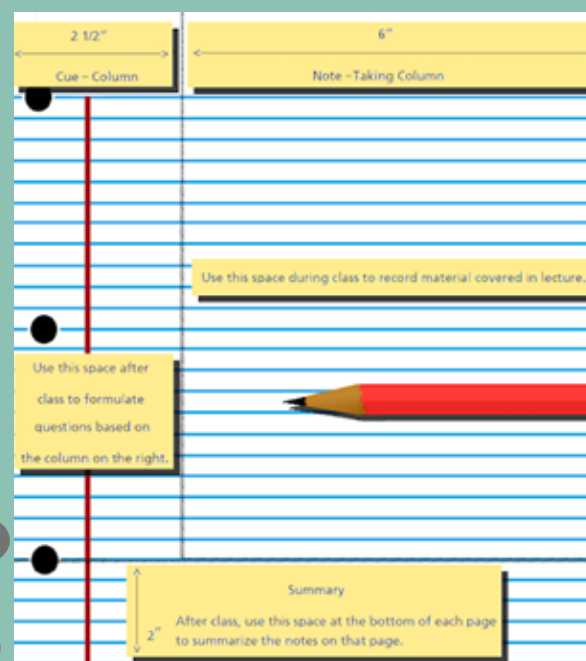 2 1/2"
Cue - Column
6"
Note -Taking Column
Use this space during class to record material covered in lecture.
Use this space after
class to formulate
questions based on
the column on the right.
Summary
2"
After class, use this space at the bottom of each page
to summarize the notes on that page.